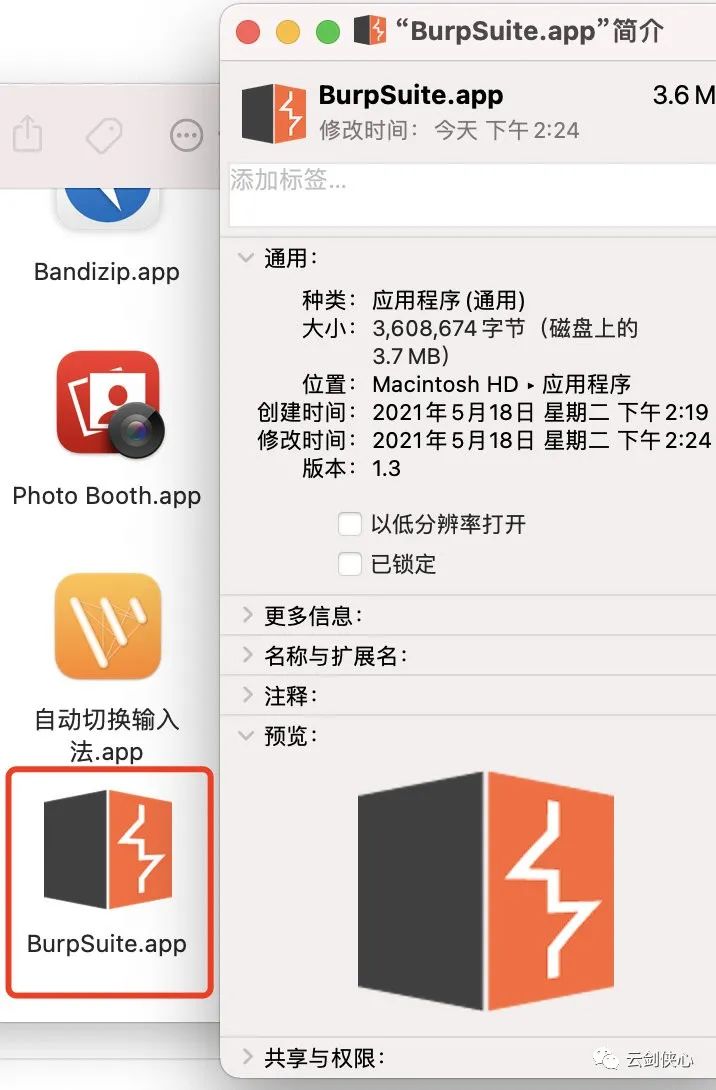 “BurpSuite.app”简介
BurpSuite.app
3.6 M
修改时间： 今天 下午 2:24
添加标签...
通用：
种类： 应用程序 (通用)
大小： 3,608,674 字节（磁盘上的
3.7 MB）
位置： Macintosh HD ▸ 应用程序
创建时间： 2021年5月18日 星期二 下午2:19
修改时间： 2021年5月18日 星期二 下午2:24
版本： 1.3
以低分辨率打开
已锁定
更多信息：
名称与扩展名：
注释：
预览：
共享与权限：
Bandizip.app
Photo Booth.app
自动切换输入
法.app
BurpSuite.app
云剑侠心